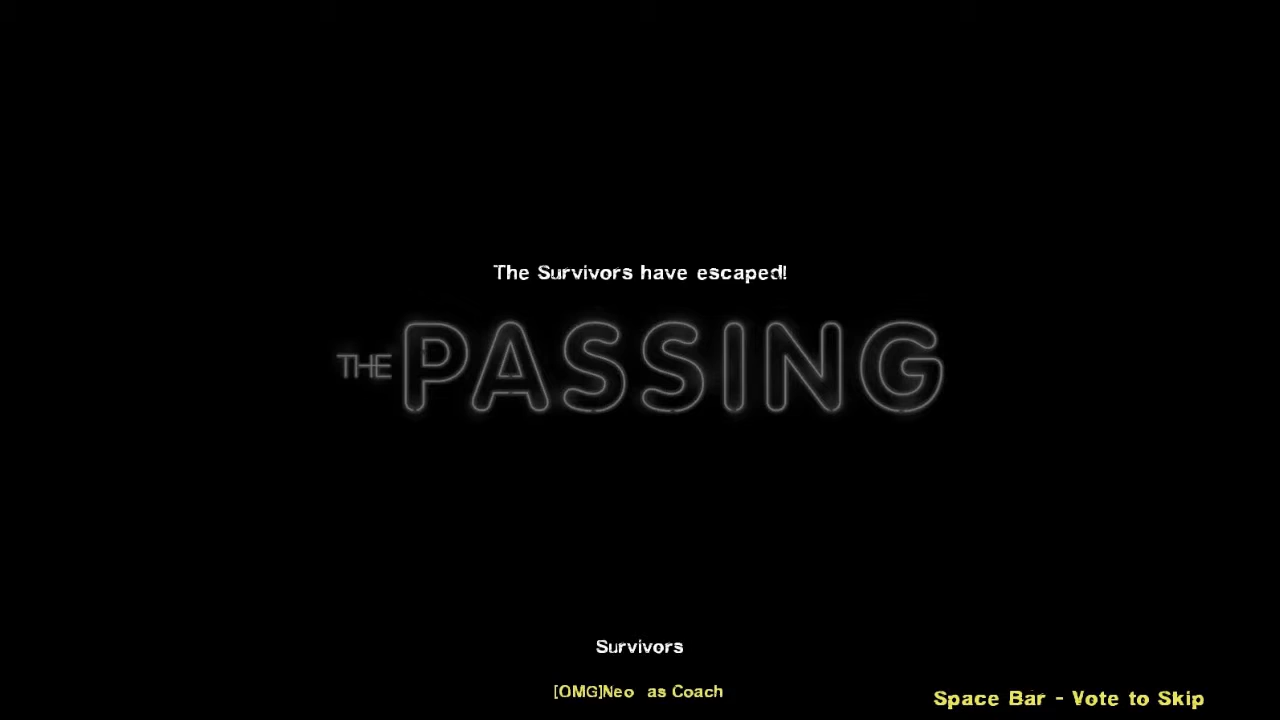 The Survivors have escaped!
THE PASSING
Survivors
[OMG]Neo as Coach
Space Bar - Vote to Skip